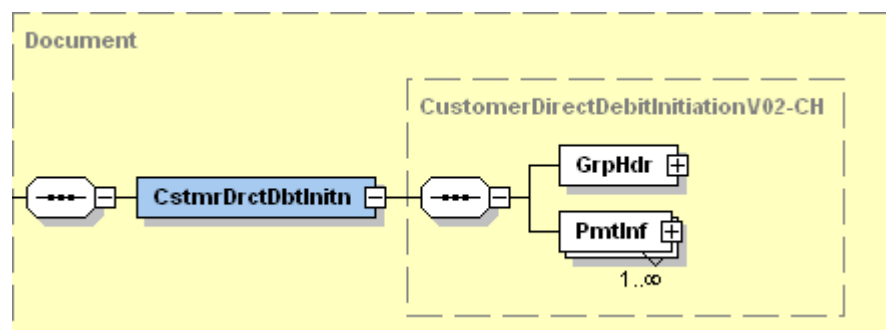 Document
CustomerDirectDebitInitiationV02-CH
GrpHdr
CstmrDrctDbtInitn
PmtInf
1..∞